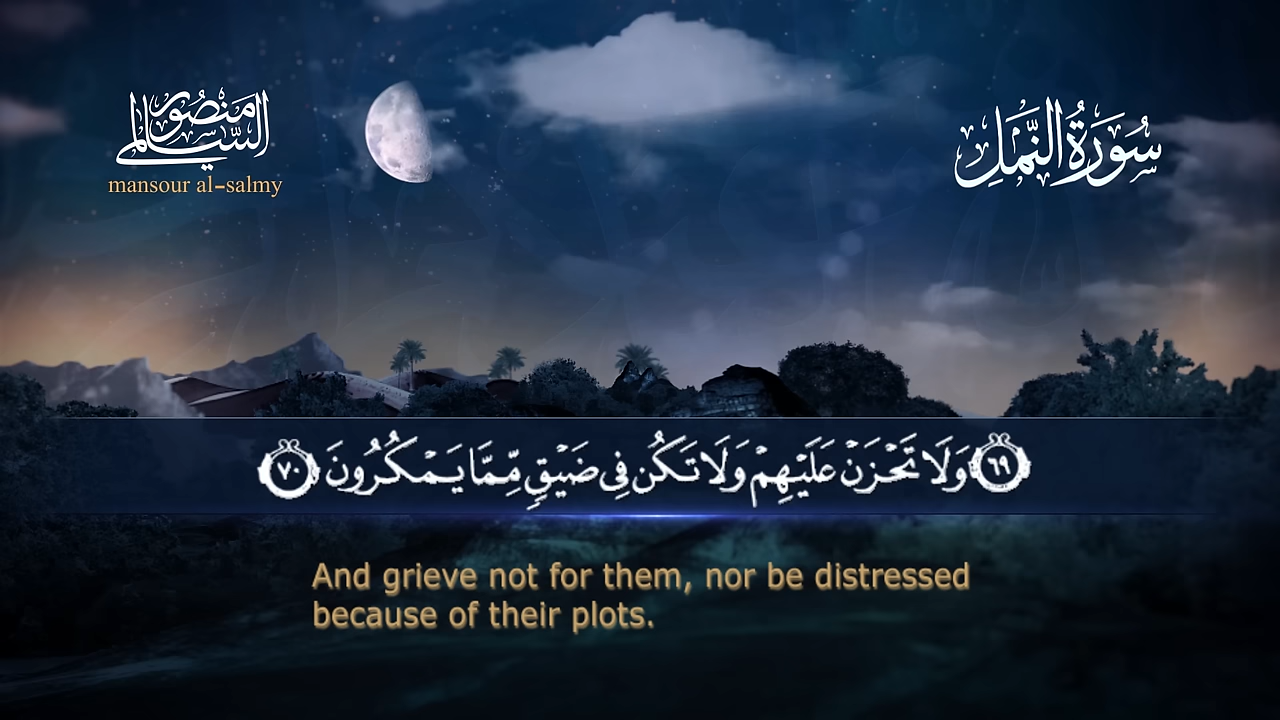 منصور السالمي
mansour al-salmy
سُورَةُ النَّمْلِ
٦٩ وَلَا تَحْزَنْ عَلَيْهِمْ وَلَا تَكُن فِي ضَيْقٍ مِّمَّا يَمْكُرُونَ ٧٠
And grieve not for them, nor be distressed
because of their plots.